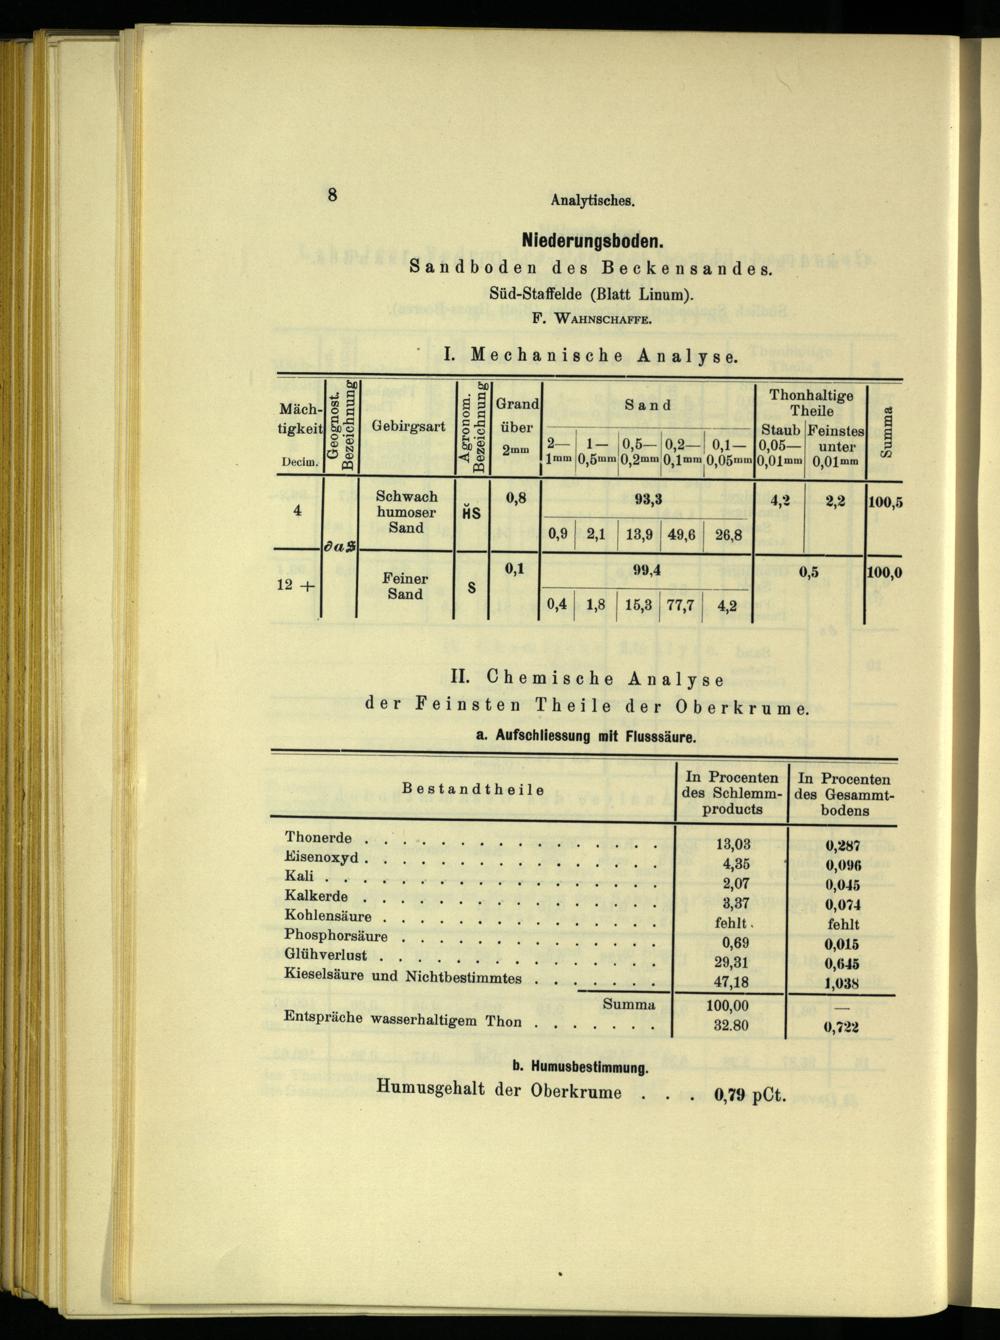 8
Analytisches.
Niederungsboden.
Sandboden des Beckensandes.
Süd-Staffelde (Blatt Linum).
F. WAHNSCHAFFE.
I. Mechanische Analyse.
Mäch-
tigkeit
Decim.
Geognost.
Bezeichnung
Gebirgsart
Agronom.
Bezeichnung
Grand
über
2mm
Sand
2— 1— 0,5— 0,2— 0,1—
1mm 0,5mm 0,2mm 0,1mm 0,05mm
Thonhaltige
Theile
Staub Feinstes
0,05— unter
0,01mm 0,01mm
Summa
4
Schwach
humoser
Sand
ȞS
0,8 93,3 4,2 2,2 100,5
0,9 2,1 13,9 49,6 26,8
∂as
12 +
Feiner
Sand
S
0,1 99,4 0,5 100,0
0,4 1,8 15,3 77,7 4,2
II. Chemische Analyse
der Feinsten Theile der Oberkrume.
a. Aufschliessung mit Flusssäure.
Bestandtheile
In Procenten
des Schlemm-
products
In Procenten
des Gesammt-
bodens
Thonerde . . . . . . . . . . . . . . . . 13,03 0,287
Eisenoxyd . . . . . . . . . . . . . . . . 4,35 0,096
Kali . . . . . . . . . . . . . . . . . . 2,07 0,045
Kalkerde . . . . . . . . . . . . . . . . 3,37 0,074
Kohlensäure . . . . . . . . . . . . . . . fehlt . fehlt
Phosphorsäure . . . . . . . . . . . . . . 0,69 0,015
Glühverlust . . . . . . . . . . . . . . . 29,31 0,645
Kieselsäure und Nichtbestimmtes . . . . . . . 47,18 1,038
Summa 100,00 —
Entspräche wasserhaltigem Thon . . . . . . . 32.80 0,722
b. Humusbestimmung.
Humusgehalt der Oberkrume . . . 0,79 pCt.